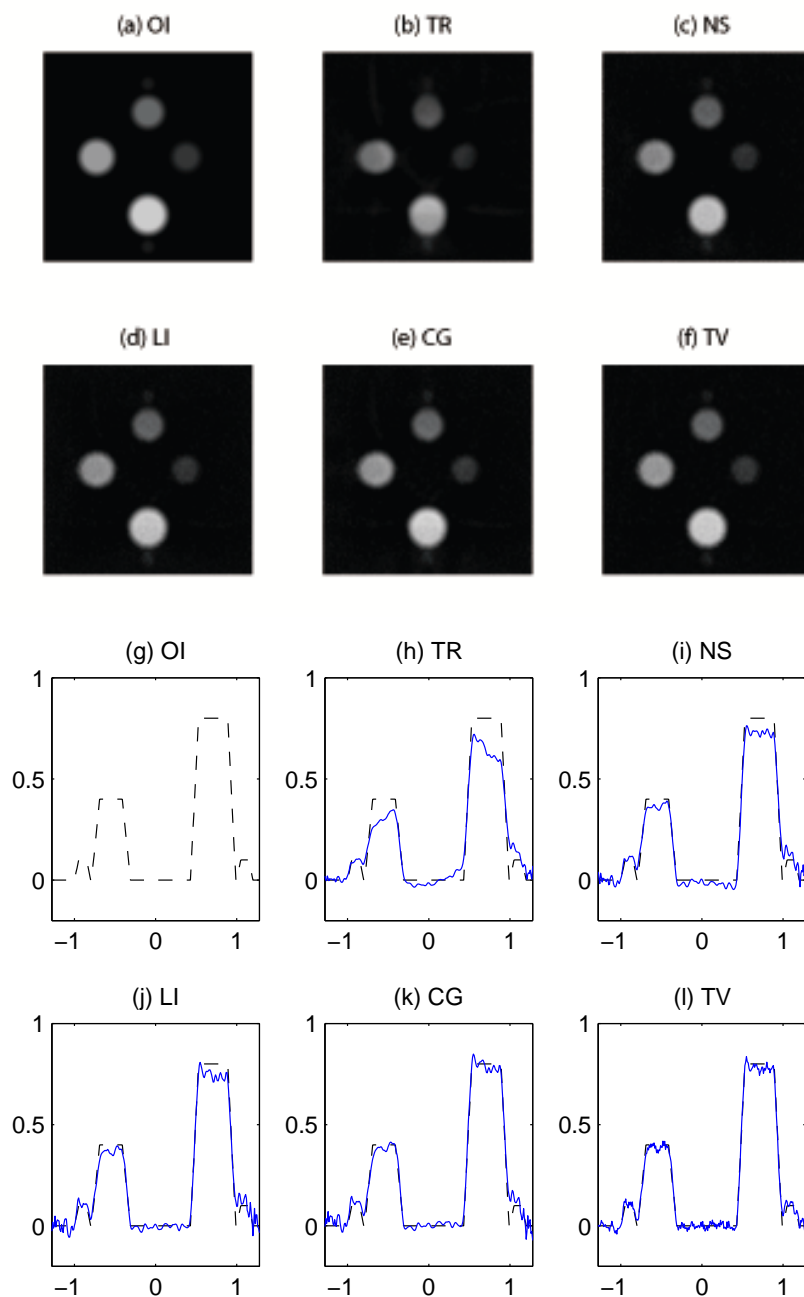 (a) OI
(b) TR
(c) NS
(d) LI
(e) CG
(f) TV
(g) OI
(h) TR
(i) NS
1
0.5
0
−1 0 1
1
0.5
0
−1 0 1
1
0.5
0
−1 0 1
(j) LI
(k) CG
(l) TV
1
0.5
0
−1 0 1
1
0.5
0
−1 0 1
1
0.5
0
−1 0 1